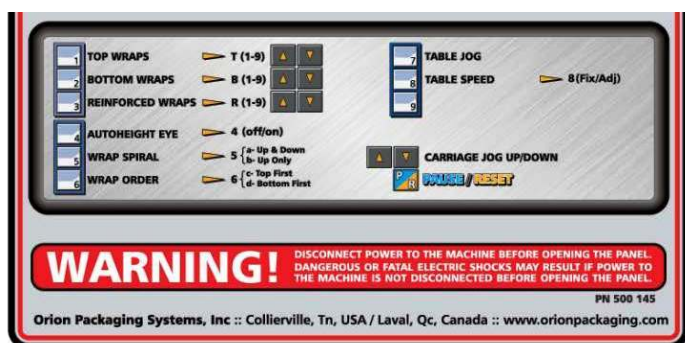 1 TOP WRAPS T (1-9)
2 BOTTOM WRAPS B (1-9)
3 REINFORCED WRAPS R (1-9)
4 AUTOHEIGHT EYE 4 (off/on)
5 WRAP SPIRAL 5 { a- Up & Down
b- Up Only
6 WRAP ORDER 6 { c- Top First
d- Bottom First
7 TABLE JOG
8 TABLE SPEED 8 (Fix/Adj)
9
CARRIAGE JOG UP/DOWN
P/R PAUSE / RESET
WARNING!
DISCONNECT POWER TO THE MACHINE BEFORE OPENING THE PANEL.
DANGEROUS OR FATAL ELECTRIC SHOCKS MAY RESULT IF POWER TO
THE MACHINE IS NOT DISCONNECTED BEFORE OPENING THE PANEL.
PN 500 145
Orion Packaging Systems, Inc :: Collierville, Tn, USA / Laval, Qc, Canada :: www.orionpackaging.com